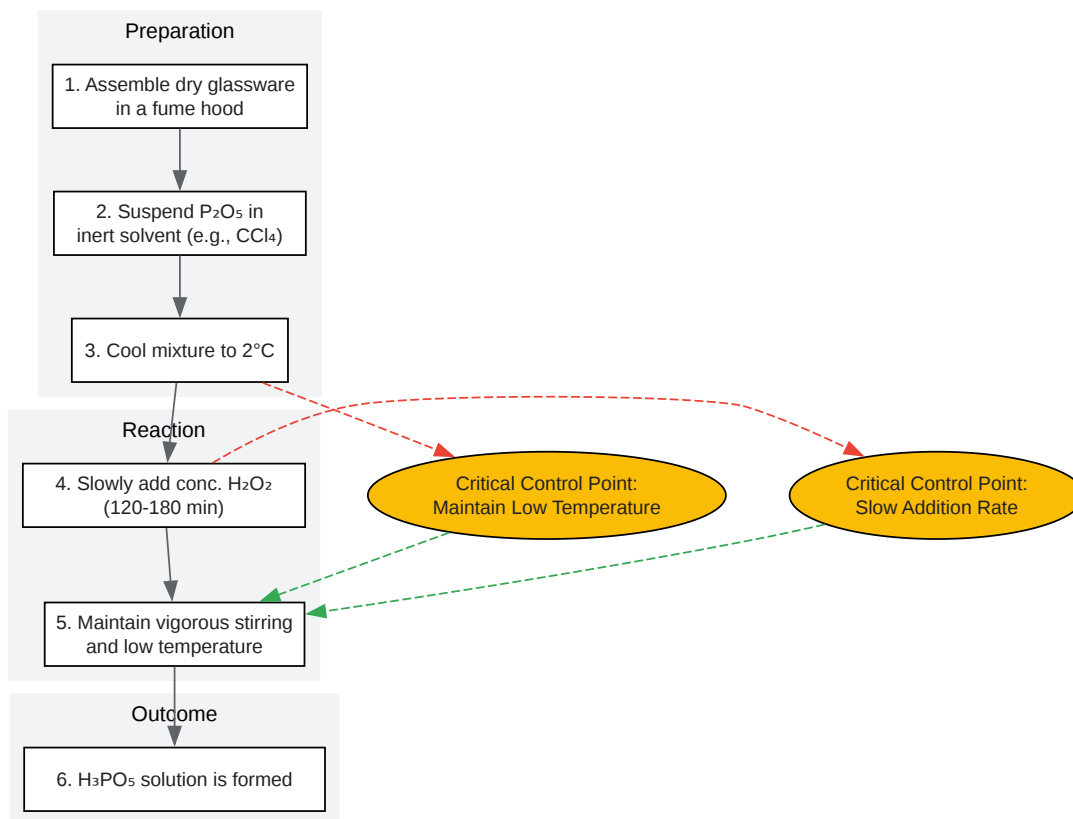 Preparation
1. Assemble dry glassware
in a fume hood
2. Suspend P₂O₅ in
inert solvent (e.g., CCl₄)
3. Cool mixture to 2°C
Reaction
4. Slowly add conc. H₂O₂
(120-180 min)
Critical Control Point:
Maintain Low Temperature
Critical Control Point:
Slow Addition Rate
5. Maintain vigorous stirring
and low temperature
Outcome
6. H₃PO₅ solution is formed